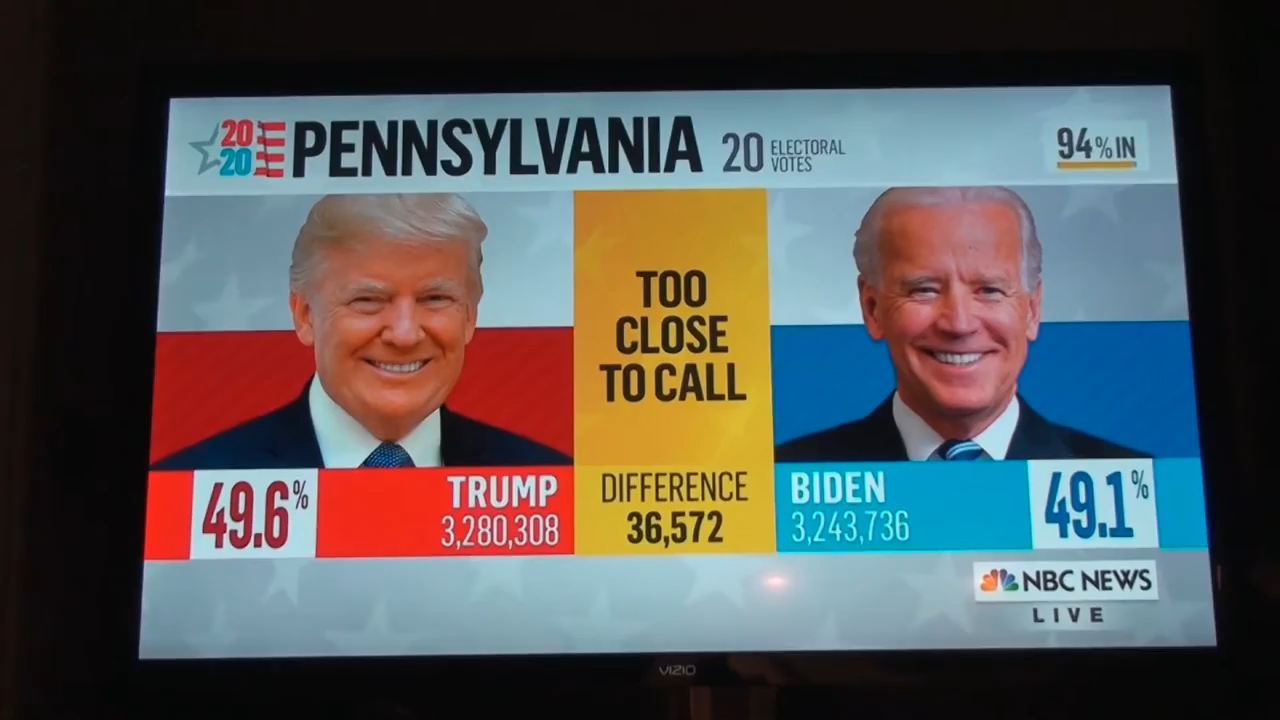 2020 PENNSYLVANIA 20 ELECTORAL VOTES 94% IN
TOO
CLOSE
TO CALL
49.6% TRUMP
3,280,308
DIFFERENCE
36,572
BIDEN 49.1%
3,243,736
NBC NEWS
LIVE
VIZIO